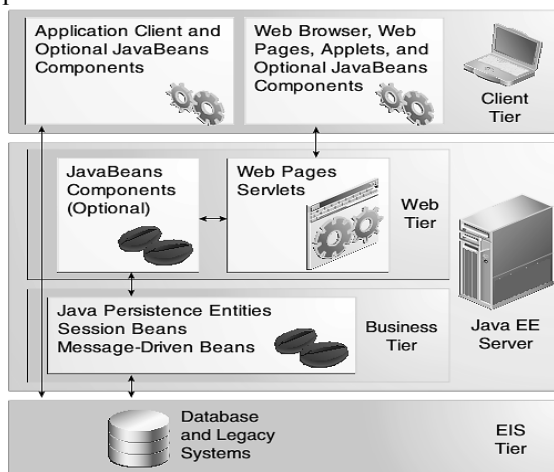 Application Client and
Optional JavaBeans
Components
Web Browser, Web
Pages, Applets, and
Optional JavaBeans
Components
Client
Tier
JavaBeans
Components
(Optional)
Web Pages
Servlets
Web
Tier
Java Persistence Entities
Session Beans
Message-Driven Beans
Business
Tier
Java EE
Server
Database
and Legacy
Systems
EIS
Tier